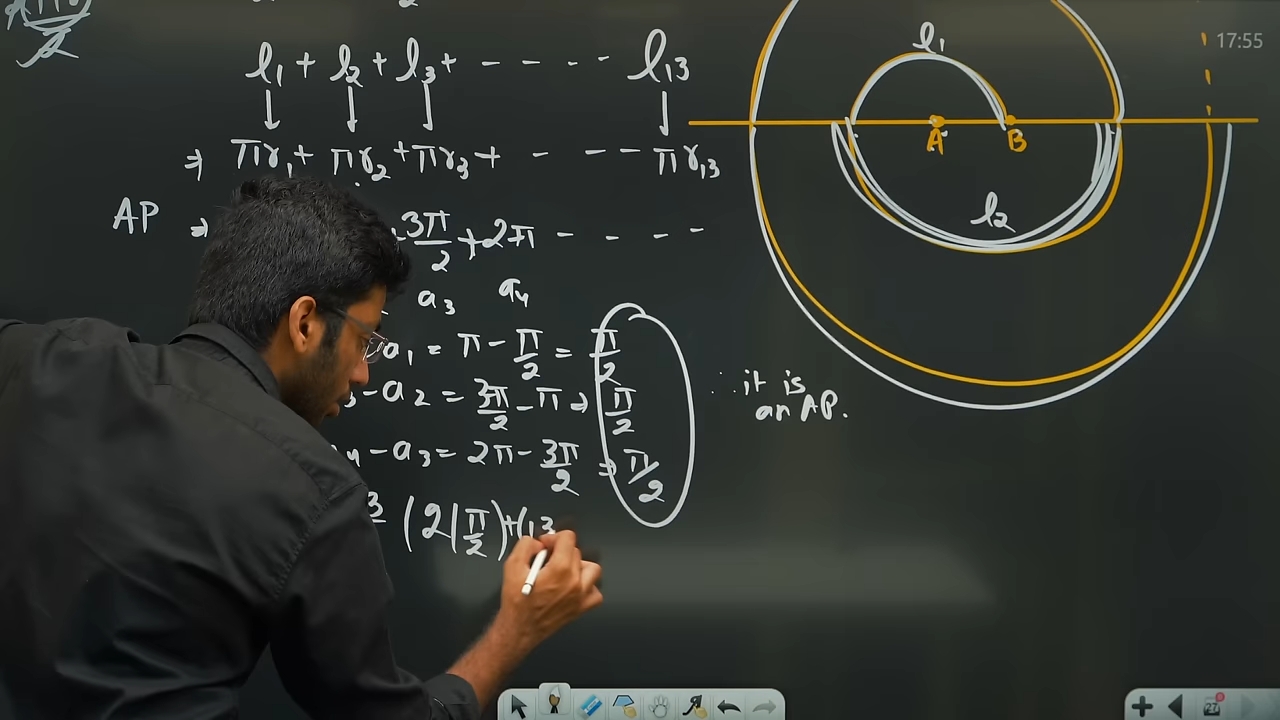 l₁ + l₂ + l₃ + - - - - - l₁₃
⇒ πr₁ + πr₂ + πr₃ + - - - - πr₁₃
AP ⇒ 3π/2 + 2π - - - -
a₃ a₄
a₁ = π - π/2 = π/2
- a₂ = 3π/2 - π ⇒ π/2
- a₃ = 2π - 3π/2 ⇒ π/2
∴ it is
an AP.
(2(π/2) + (13
17:55
l₁
A B
l₂
27